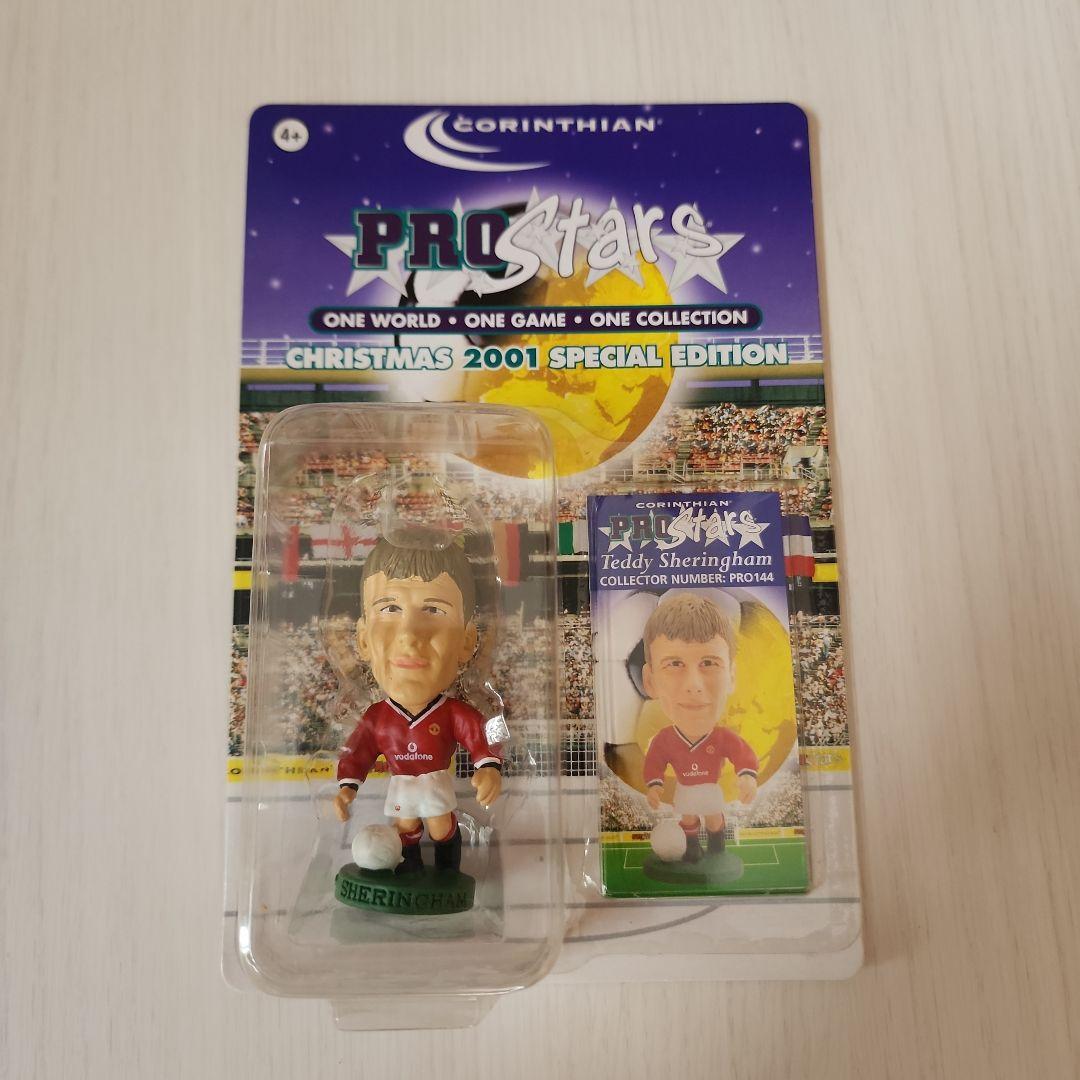 4+
CORINTHIAN
PROStars
ONE WORLD • ONE GAME • ONE COLLECTION
CHRISTMAS 2001 SPECIAL EDITION
CORINTHIAN
PROStars
Teddy Sheringham
COLLECTOR NUMBER: PRO144
vodafone
SHERINGHAM
vodafone